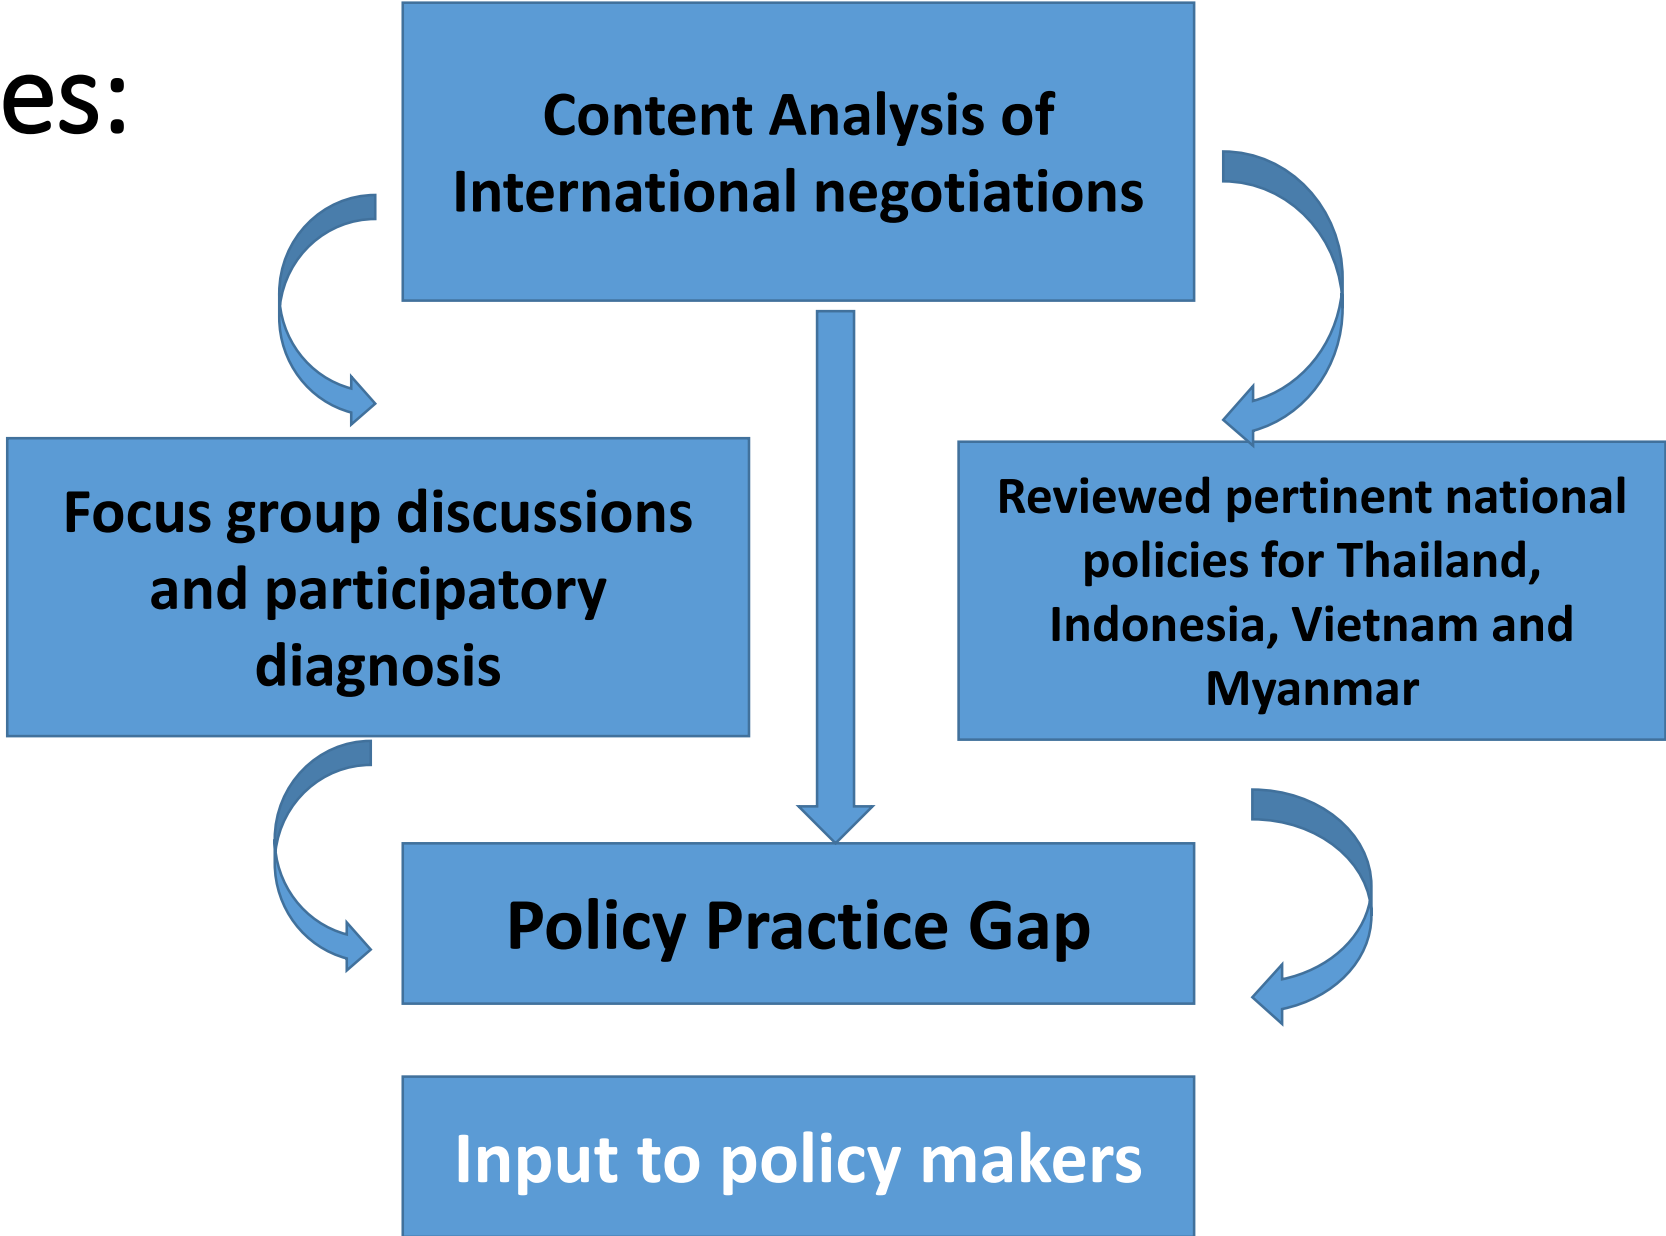 es:
Content Analysis of
International negotiations
Focus group discussions
and participatory
diagnosis
Reviewed pertinent national
policies for Thailand,
Indonesia, Vietnam and
Myanmar
Policy Practice Gap
Input to policy makers